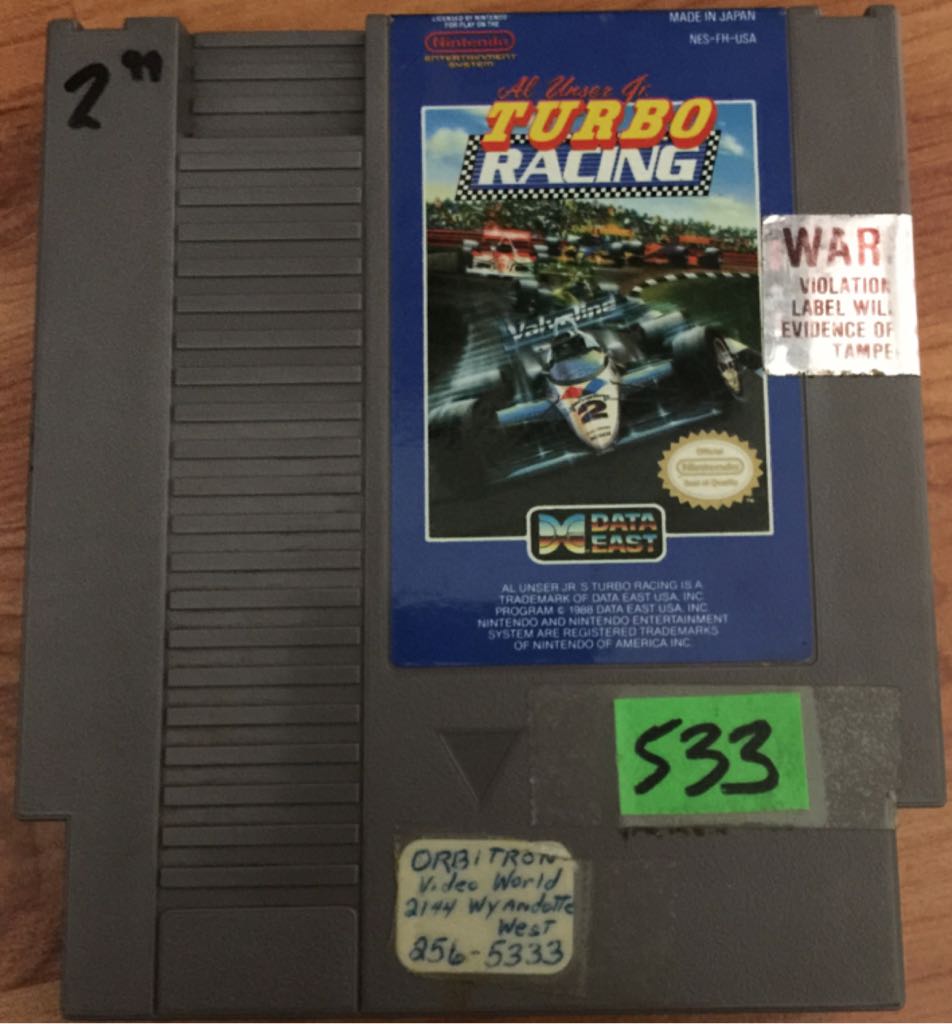 2"
LICENSED BY NINTENDO
FOR PLAY ON THE
Nintendo
ENTERTAINMENT
SYSTEM
MADE IN JAPAN
NES-FH-USA
Al Unser Jr.
TURBO
RACING
Valvoline
2
WAR
VIOLATION
LABEL WIL
EVIDENCE OF
TAMPE
Official
Nintendo
Seal of Quality
TM
DATA
EAST
AL UNSER JR.'S TURBO RACING IS A
TRADEMARK OF DATA EAST USA, INC.
PROGRAM © 1988 DATA EAST USA, INC.
NINTENDO AND NINTENDO ENTERTAINMENT
SYSTEM ARE REGISTERED TRADEMARKS
OF NINTENDO OF AMERICA INC.
533
ORBITRON
Video World
2144 Wyandotte
West
256-5333